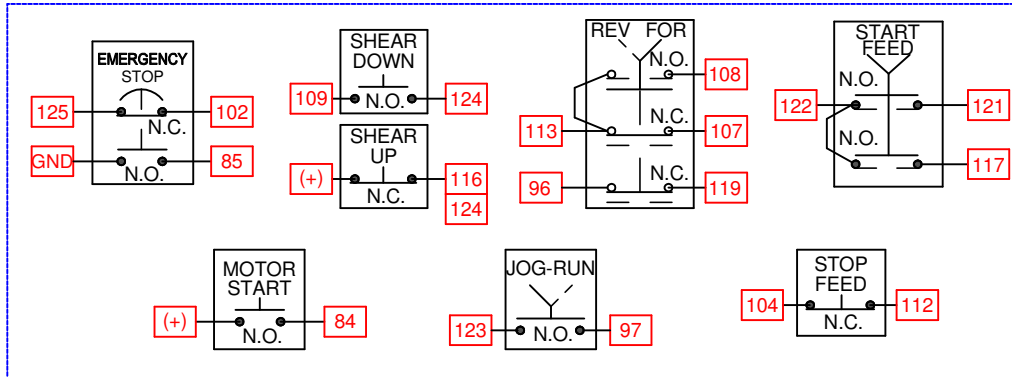 EMERGENCY
STOP
125
102
N.C.
GND
85
N.O.
SHEAR
DOWN
109
N.O.
124
SHEAR
UP
(+)
116
N.C.
124
REV FOR
N.O.
108
N.C.
113
107
N.C.
96
119
START
FEED
N.O.
122
121
N.O.
117
MOTOR
START
(+)
84
N.O.
JOG-RUN
123
N.O.
97
STOP
FEED
104
112
N.C.